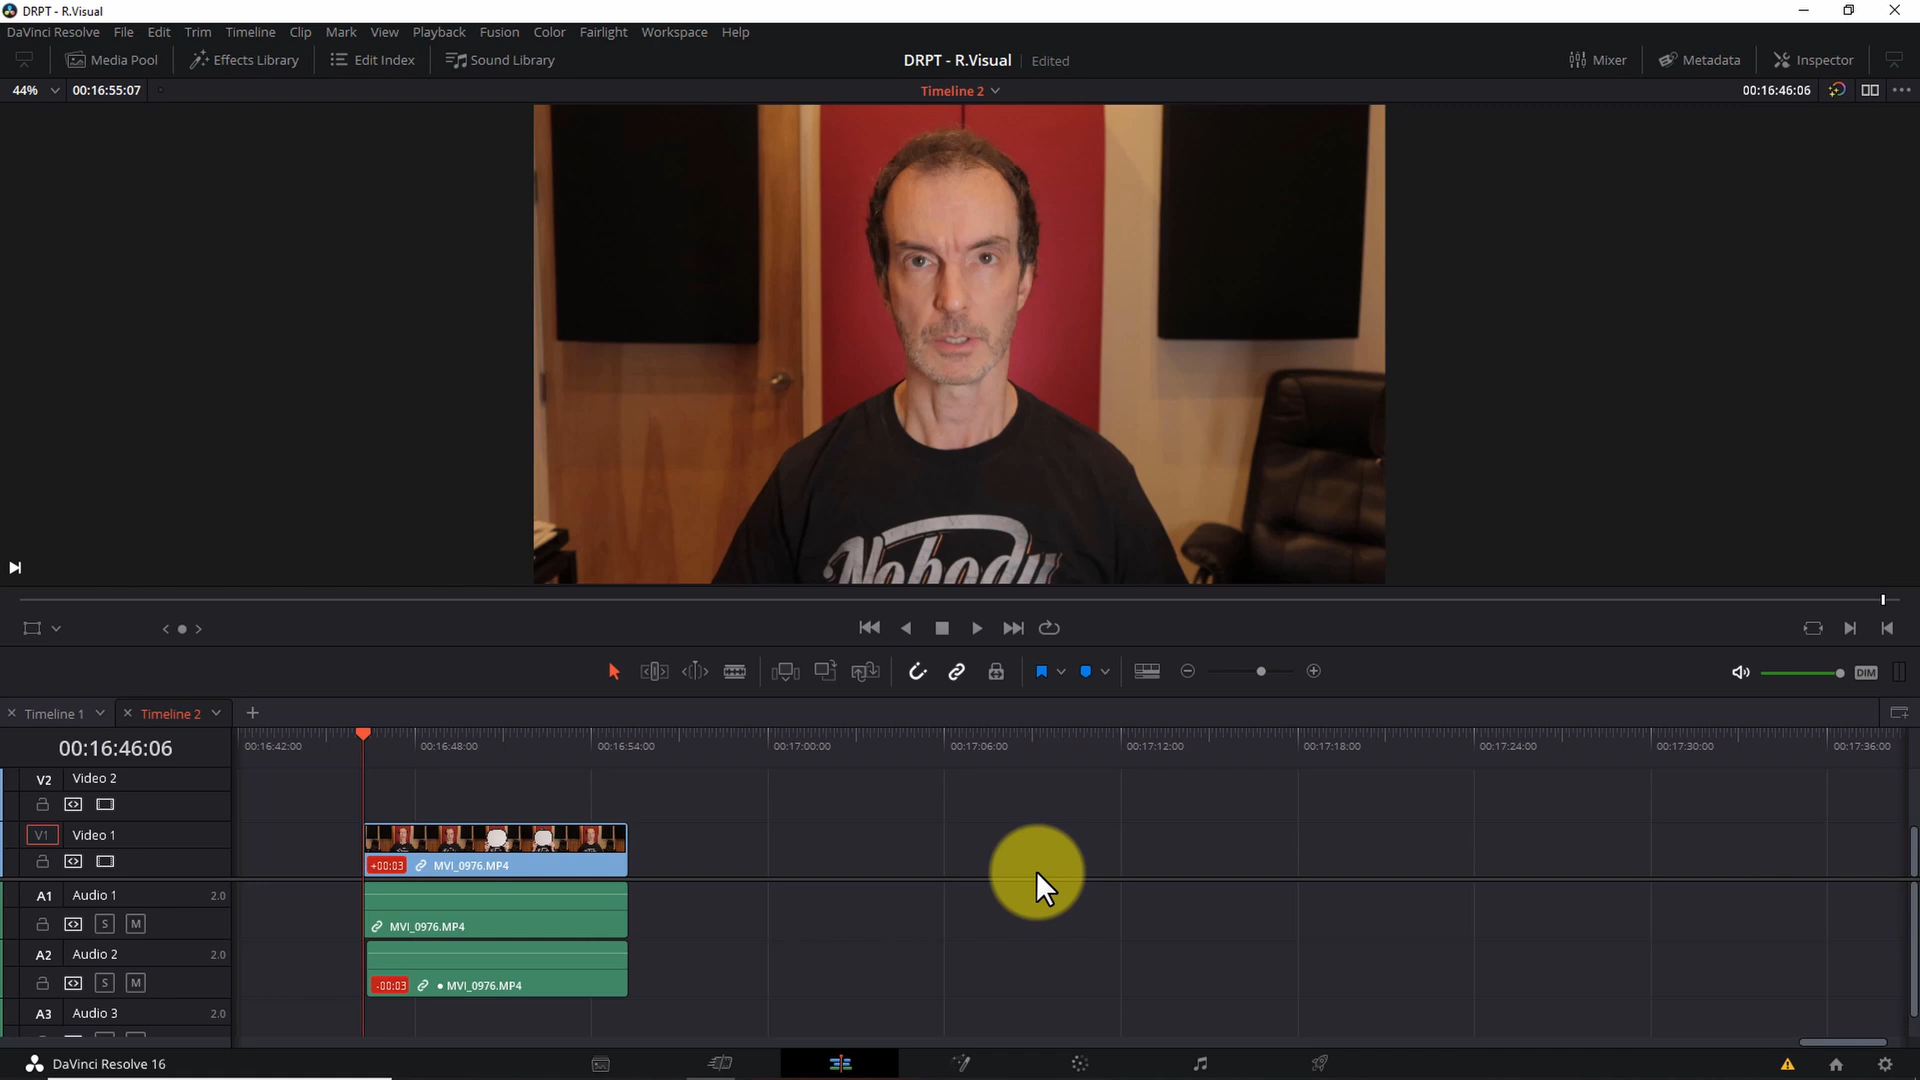 DRPT - R.Visual
DaVinci Resolve File Edit Trim Timeline Clip Mark View Playback Fusion Color Fairlight Workspace Help
Media Pool Effects Library Edit Index Sound Library DRPT - R.Visual Edited Mixer Metadata Inspector
44% 00:16:55:07 Timeline 2 00:16:46:06
Nobody
DIM
Timeline 1 Timeline 2
00:16:46:06 00:16:42:00 00:16:48:00 00:16:54:00 00:17:00:00 00:17:06:00 00:17:12:00 00:17:18:00 00:17:24:00 00:17:30:00 00:17:36:00
V2 Video 2
V1 Video 1
+00:03 MVI_0976.MP4
A1 Audio 1 2.0
S M MVI_0976.MP4
A2 Audio 2 2.0
S M -00:03 MVI_0976.MP4
A3 Audio 3 2.0
DaVinci Resolve 16